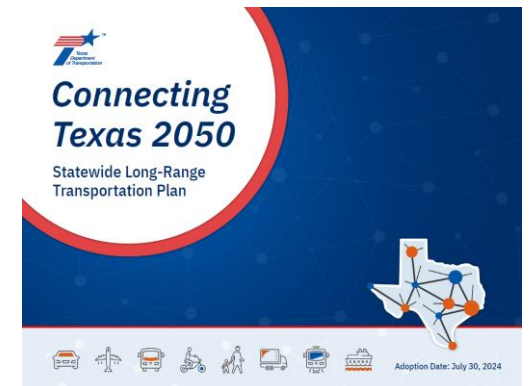 Texas
Department
of Transportation
Connecting
Texas 2050
Statewide Long-Range
Transportation Plan
Adoption Date: July 30, 2024